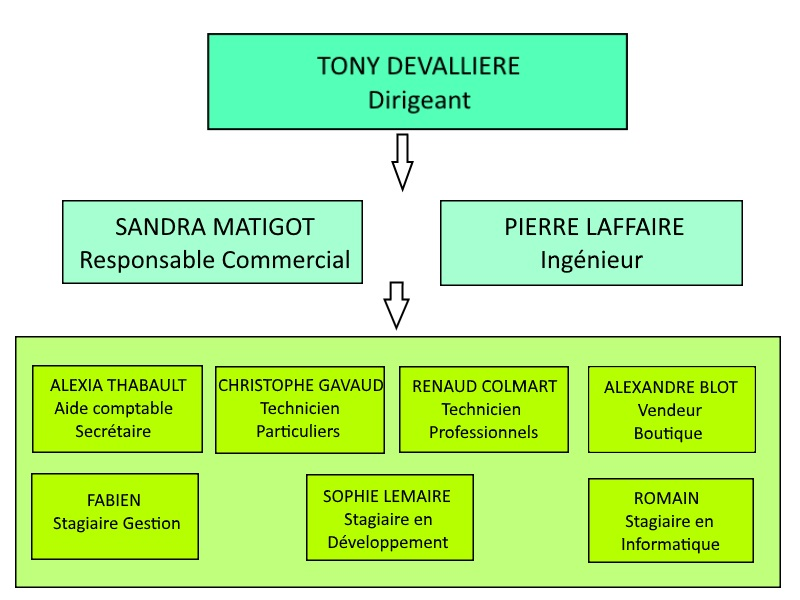 TONY DEVALLIERE
Dirigeant
SANDRA MATIGOT
Responsable Commercial
PIERRE LAFFAIRE
Ingénieur
ALEXIA THABAULT
Aide comptable
Secrétaire
CHRISTOPHE GAVAUD
Technicien
Particuliers
RENAUD COLMART
Technicien
Professionnels
ALEXANDRE BLOT
Vendeur
Boutique
FABIEN
Stagiaire Gestion
SOPHIE LEMAIRE
Stagiaire en
Développement
ROMAIN
Stagiaire en
Informatique